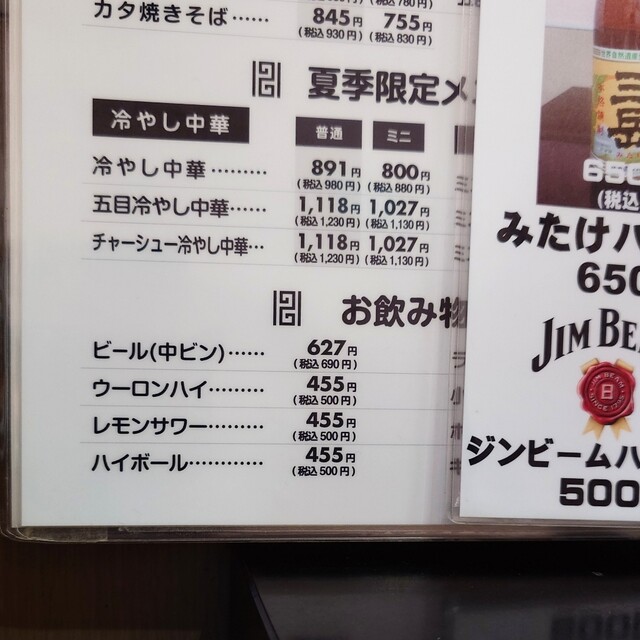 カタ焼きそば…… 845円 755円
(税込930円) (税込830円)
夏季限定メ
冷やし中華 普通 ミニ
冷やし中華……… 891円 800円
(税込980円) (税込880円)
五目冷やし中華…… 1,118円 1,027円
(税込1,230円) (税込1,130円)
チャーシュー冷やし中華… 1,118円 1,027円
(税込1,230円) (税込1,130円)
お飲み物
ビール(中ビン)…… 627円
(税込690円)
ウーロンハイ……… 455円
(税込500円)
レモンサワー……… 455円
(税込500円)
ハイボール………… 455円
(税込500円)
三岳
650
(税込
みたけハ
650
JIM BEA
JIM BEAM
B
SINCE 1795
ジンビームハ
500